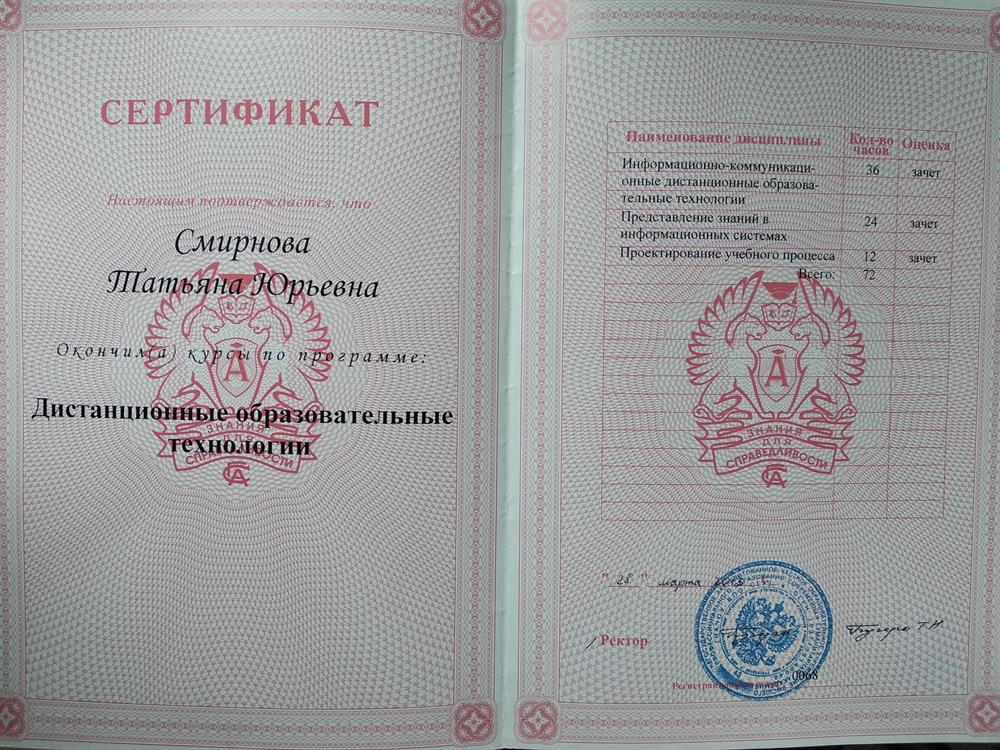 СЕРТИФИКАТ
Настоящим подтверждается, что
Смирнова
Татьяна Юрьевна
Окончил(а) курсы по программе:
Дистанционные образовательные
технологии
А
ЗНАНИЯ
ДЛЯ
СПРАВЕДЛИВОСТИ
Наименование дисциплины Кол-во часов Оценка
Информационно-коммуникаци- 36 зачет
онные дистанционные образова-
тельные технологии
Представление знаний в 24 зачет
информационных системах
Проектирование учебного процесса 12 зачет
Всего: 72
А
ЗНАНИЯ
ДЛЯ
СПРАВЕДЛИВОСТИ
" 28 " марта
Ректор
Т.Н.
0068